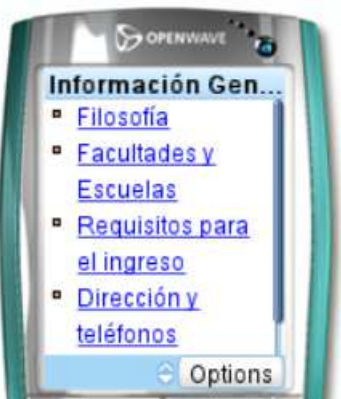 OPENWAVE
Información Gen...
Filosofía
Facultades y
Escuelas
Requisitos para
el ingreso
Dirección y
teléfonos
Options